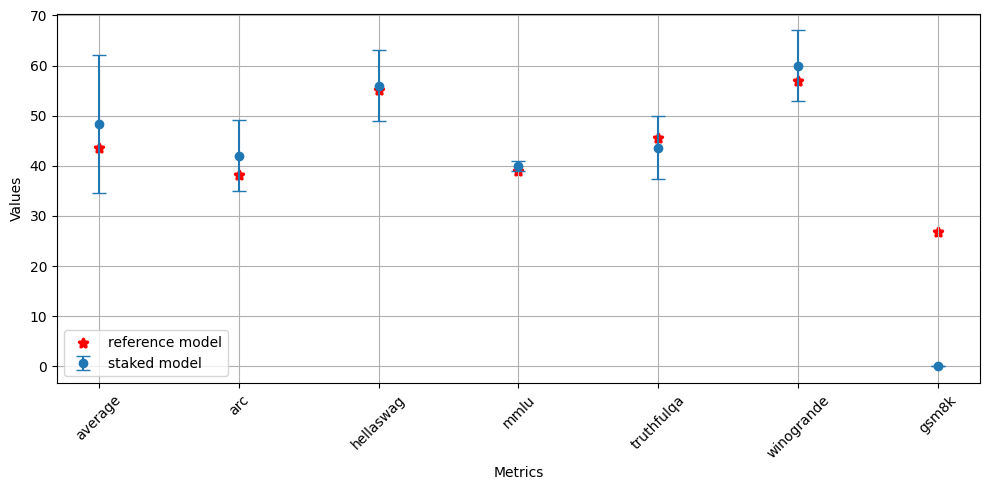 70
60
50
40
30
20
10
0
Values
reference model
staked model
average
arc
hellaswag
mmlu
truthfulqa
winogrande
gsm8k
Metrics